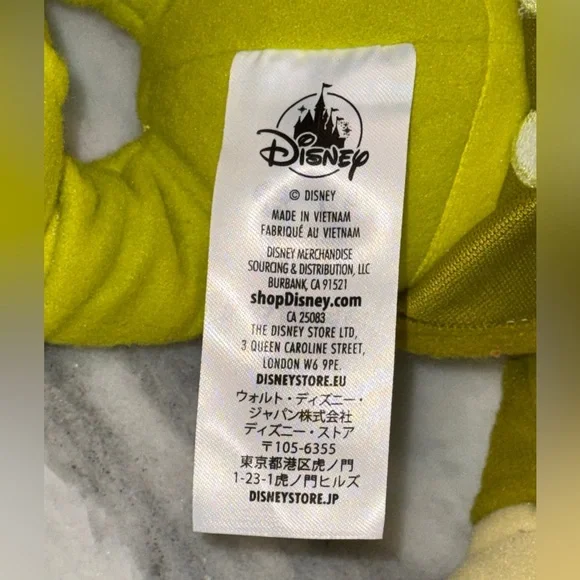 Disney
© DISNEY
MADE IN VIETNAM
FABRIQUÉ AU VIETNAM
DISNEY MERCHANDISE
SOURCING & DISTRIBUTION, LLC
BURBANK, CA 91521
shopDisney.com
CA 25083
THE DISNEY STORE LTD,
3 QUEEN CAROLINE STREET,
LONDON W6 9PE.
DISNEYSTORE.EU
ウォルト・ディズニー・
ジャパン株式会社
ディズニー・ストア
〒105-6355
東京都港区虎ノ門
1-23-1虎ノ門ヒルズ
DISNEYSTORE.JP